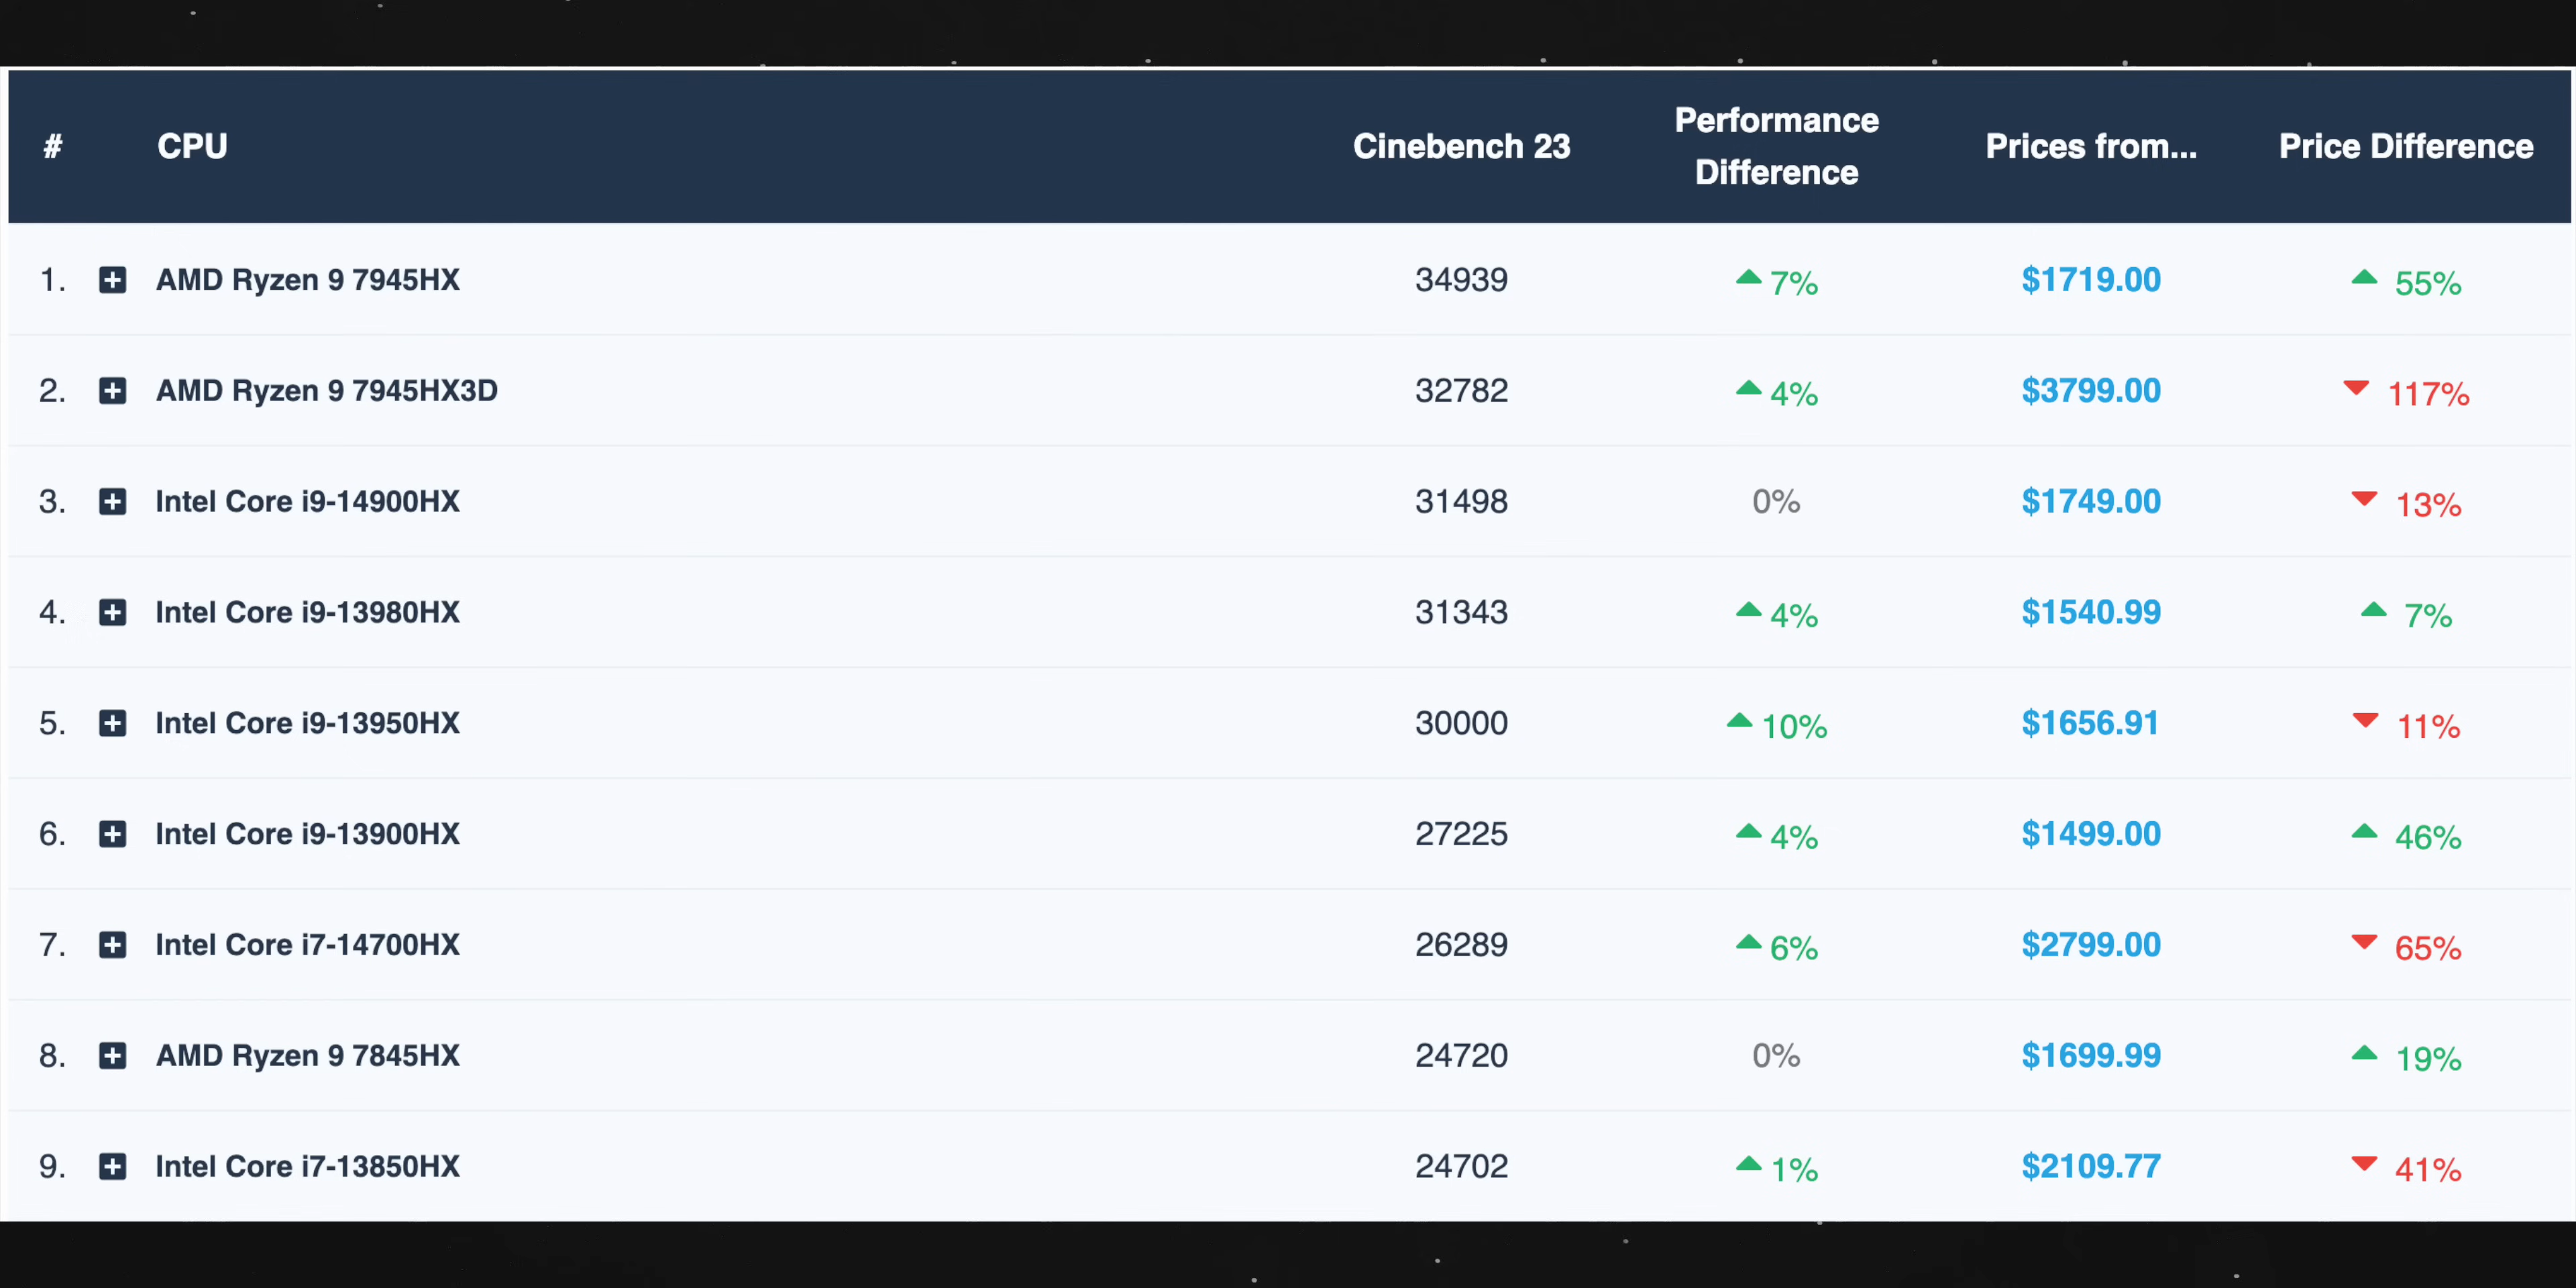 # CPU Cinebench 23 Performance Difference Prices from... Price Difference
1. AMD Ryzen 9 7945HX 34939 7% $1719.00 55%
2. AMD Ryzen 9 7945HX3D 32782 4% $3799.00 117%
3. Intel Core i9-14900HX 31498 0% $1749.00 13%
4. Intel Core i9-13980HX 31343 4% $1540.99 7%
5. Intel Core i9-13950HX 30000 10% $1656.91 11%
6. Intel Core i9-13900HX 27225 4% $1499.00 46%
7. Intel Core i7-14700HX 26289 6% $2799.00 65%
8. AMD Ryzen 9 7845HX 24720 0% $1699.99 19%
9. Intel Core i7-13850HX 24702 1% $2109.77 41%